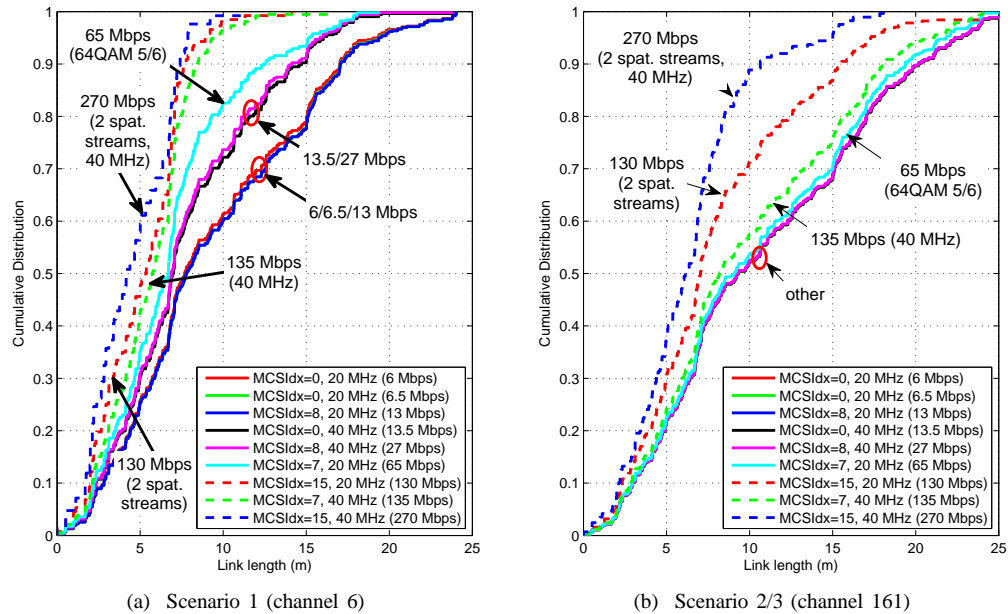 1
0.9
0.8
0.7
0.6
0.5
0.4
0.3
0.2
0.1
0
Cumulative Distribution
65 Mbps
(64QAM 5/6)
270 Mbps
(2 spat.
streams,
40 MHz)
13.5/27 Mbps
6/6.5/13 Mbps
135 Mbps
(40 MHz)
130 Mbps
(2 spat.
streams)
MCSIdx=0, 20 MHz (6 Mbps)
MCSIdx=0, 20 MHz (6.5 Mbps)
MCSIdx=8, 20 MHz (13 Mbps)
MCSIdx=0, 40 MHz (13.5 Mbps)
MCSIdx=8, 40 MHz (27 Mbps)
MCSIdx=7, 20 MHz (65 Mbps)
MCSIdx=15, 20 MHz (130 Mbps)
MCSIdx=7, 40 MHz (135 Mbps)
MCSIdx=15, 40 MHz (270 Mbps)
0 5 10 15 20 25
Link length (m)
(a) Scenario 1 (channel 6)
1
0.9
0.8
0.7
0.6
0.5
0.4
0.3
0.2
0.1
0
Cumulative Distribution
270 Mbps
(2 spat. streams,
40 MHz)
130 Mbps
(2 spat.
streams)
65 Mbps
(64QAM 5/6)
135 Mbps (40 MHz)
other
MCSIdx=0, 20 MHz (6 Mbps)
MCSIdx=0, 20 MHz (6.5 Mbps)
MCSIdx=8, 20 MHz (13 Mbps)
MCSIdx=0, 40 MHz (13.5 Mbps)
MCSIdx=8, 40 MHz (27 Mbps)
MCSIdx=7, 20 MHz (65 Mbps)
MCSIdx=15, 20 MHz (130 Mbps)
MCSIdx=7, 40 MHz (135 Mbps)
MCSIdx=15, 40 MHz (270 Mbps)
0 5 10 15 20 25
Link length (m)
(b) Scenario 2/3 (channel 161)